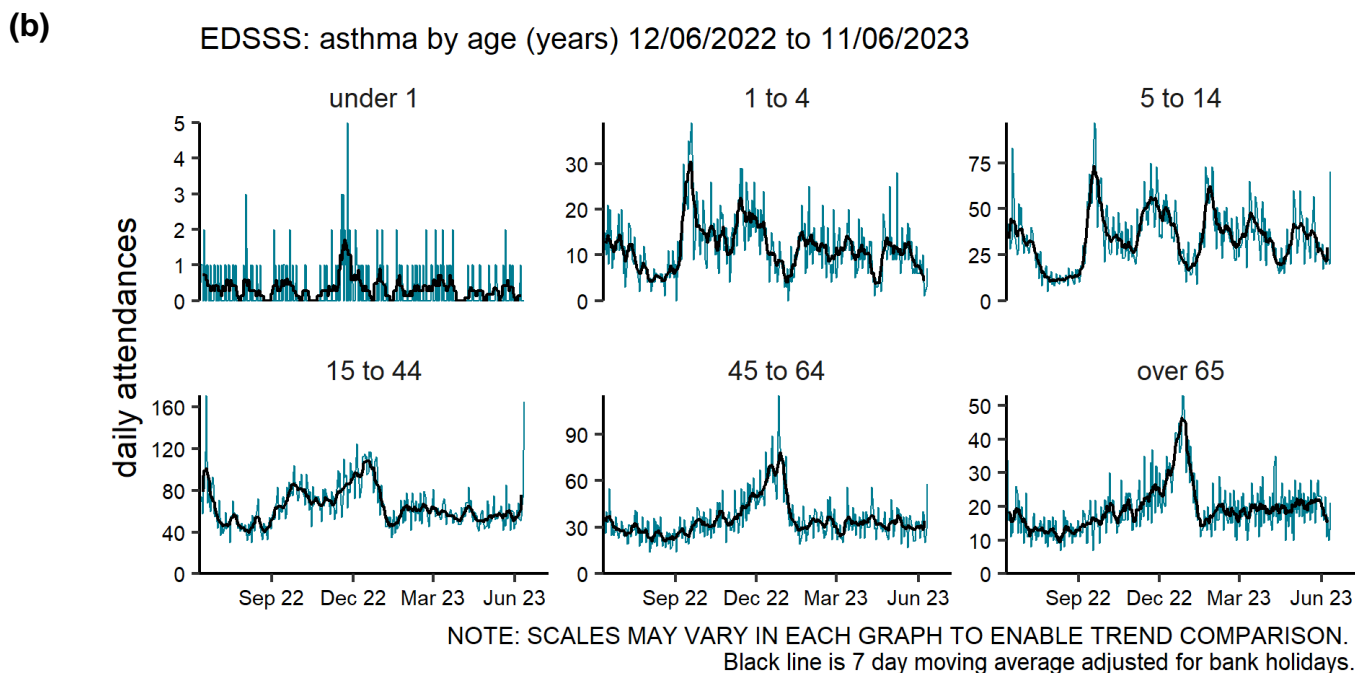 (b)
EDSSS: asthma by age (years) 12/06/2022 to 11/06/2023
under 1
1 to 4
5 to 14
5
4
3
2
1
0
30
20
10
0
75
50
25
0
daily attendances
15 to 44
45 to 64
over 65
160
120
80
40
0
90
60
30
0
50
40
30
20
10
0
Sep 22 Dec 22 Mar 23 Jun 23
Sep 22 Dec 22 Mar 23 Jun 23
Sep 22 Dec 22 Mar 23 Jun 23
NOTE: SCALES MAY VARY IN EACH GRAPH TO ENABLE TREND COMPARISON.
Black line is 7 day moving average adjusted for bank holidays.